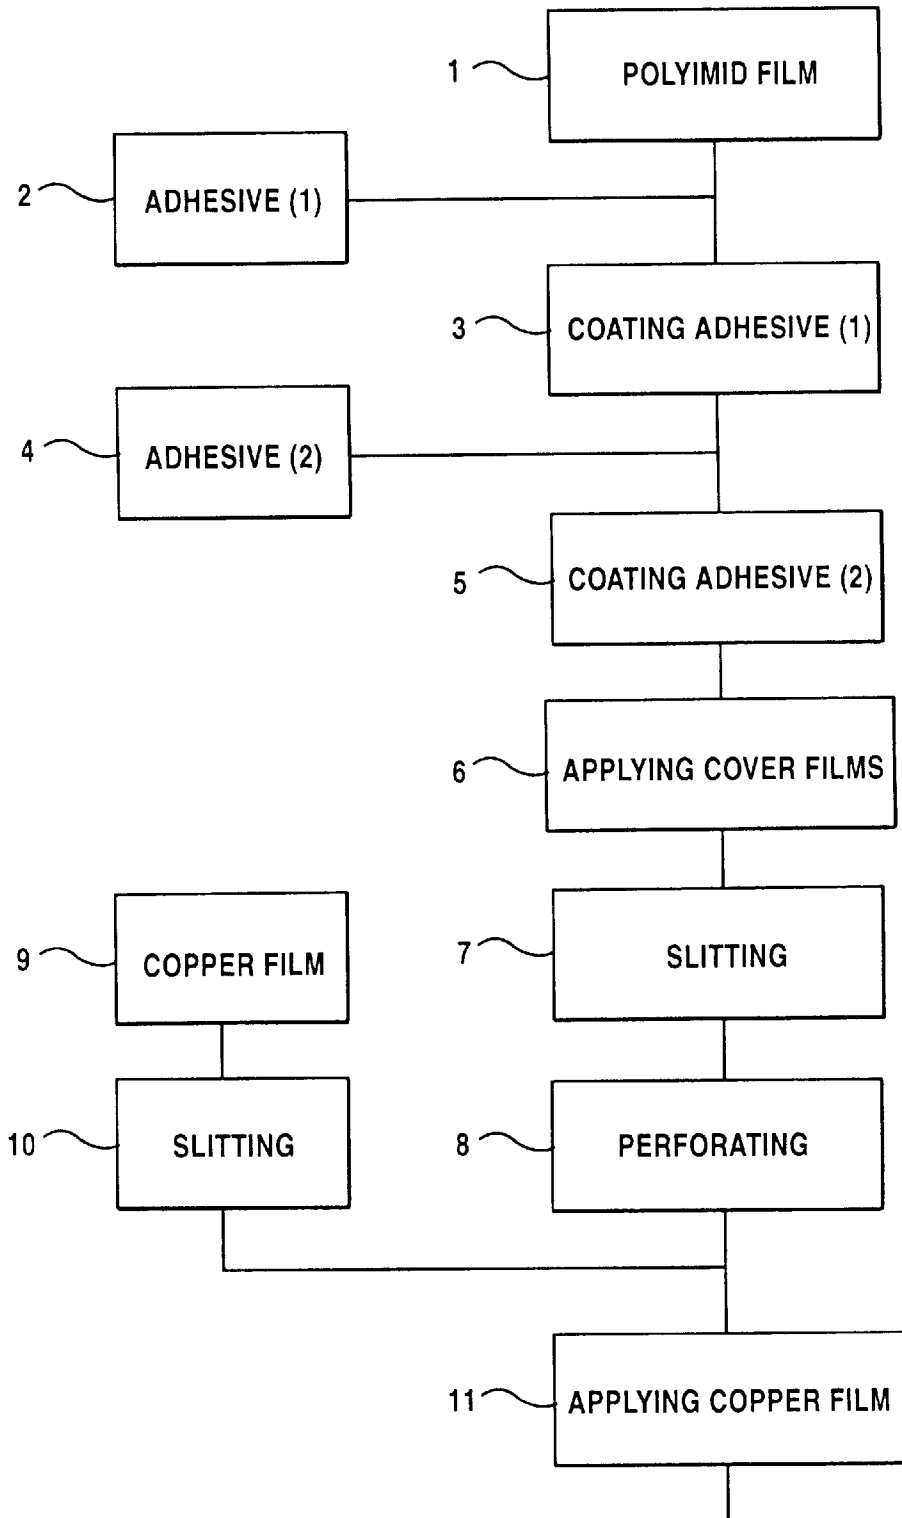 1
POLYIMID FILM
2
ADHESIVE (1)
3
COATING ADHESIVE (1)
4
ADHESIVE (2)
5
COATING ADHESIVE (2)
6
APPLYING COVER FILMS
7
SLITTING
9
COPPER FILM
8
PERFORATING
10
SLITTING
11
APPLYING COPPER FILM